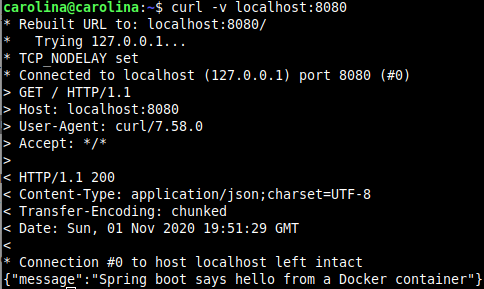 carolina@carolina:~$ curl -v localhost:8080
* Rebuilt URL to: localhost:8080/
*   Trying 127.0.0.1...
* TCP_NODELAY set
* Connected to localhost (127.0.0.1) port 8080 (#0)
> GET / HTTP/1.1
> Host: localhost:8080
> User-Agent: curl/7.58.0
> Accept: */*
>
< HTTP/1.1 200
< Content-Type: application/json;charset=UTF-8
< Transfer-Encoding: chunked
< Date: Sun, 01 Nov 2020 19:51:29 GMT
<
* Connection #0 to host localhost left intact
{"message":"Spring boot says hello from a Docker container"}